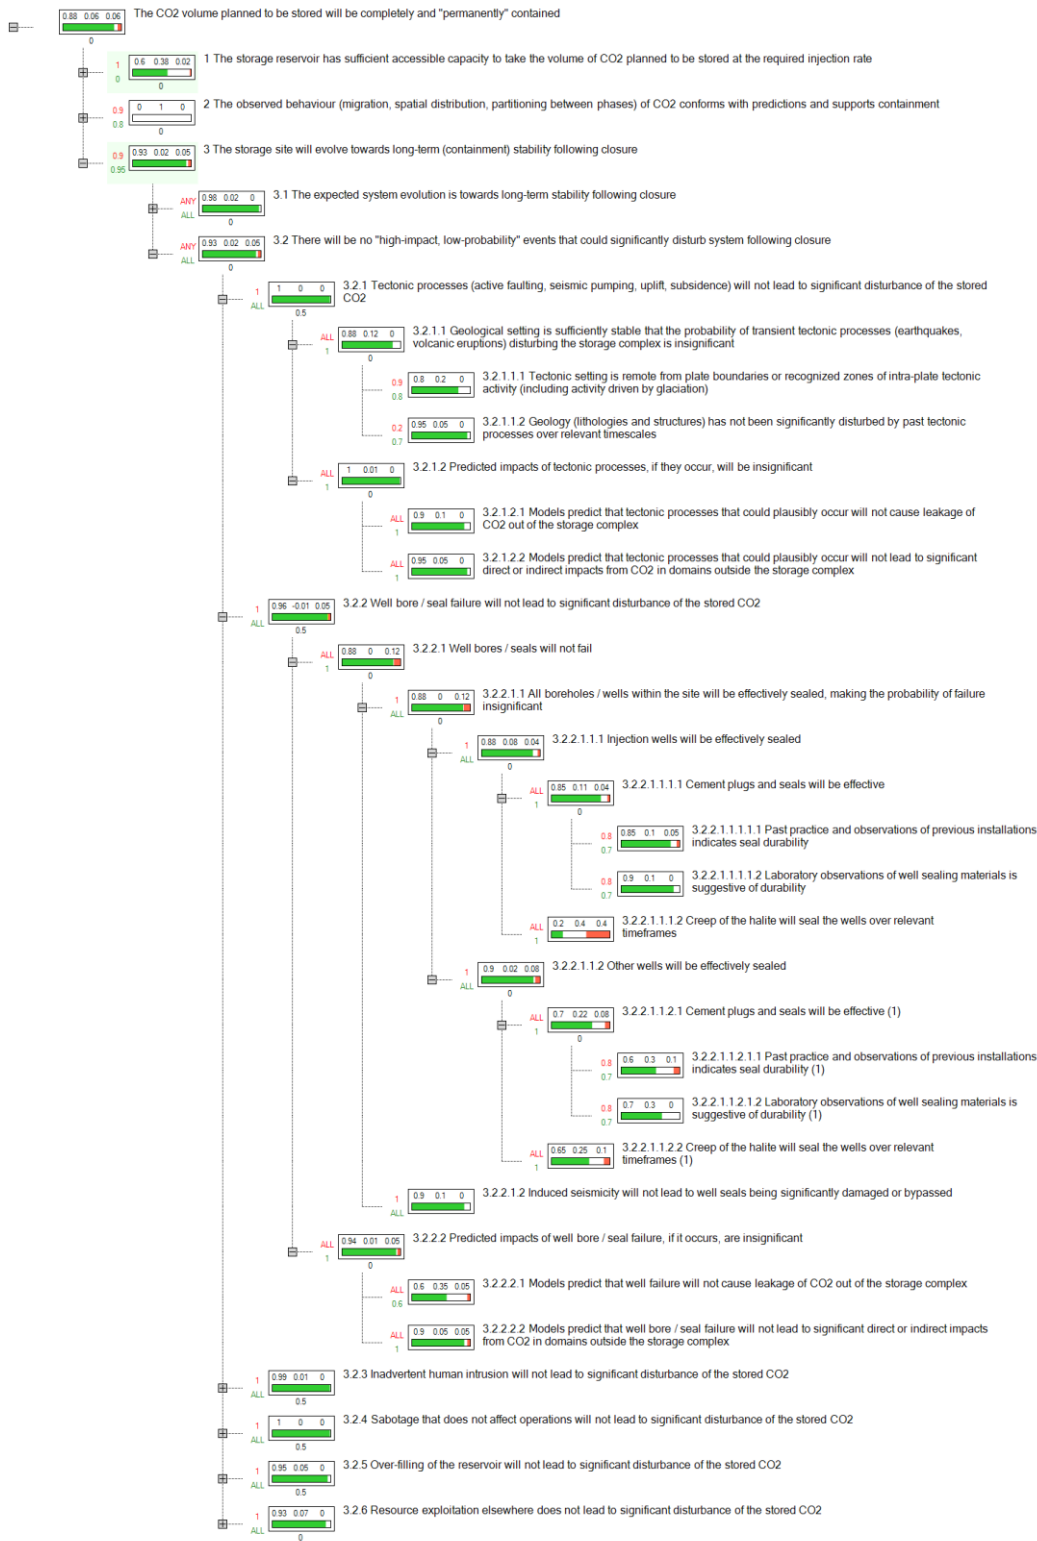 0.88 0.06 0.06 The CO2 volume planned to be stored will be completely and "permanently" contained
0
1 0.6 0.38 0.02 1 The storage reservoir has sufficient accessible capacity to take the volume of CO2 planned to be stored at the required injection rate
0
0
0.9 0 1 0 2 The observed behaviour (migration, spatial distribution, partitioning between phases) of CO2 conforms with predictions and supports containment
0.8
0
0.9 0.93 0.02 0.05 3 The storage site will evolve towards long-term (containment) stability following closure
0.95
0
ANY 0.98 0.02 0 3.1 The expected system evolution is towards long-term stability following closure
ALL
0
ANY 0.93 0.02 0.05 3.2 There will be no "high-impact, low-probability" events that could significantly disturb system following closure
ALL
0
1 1 0 0 3.2.1 Tectonic processes (active faulting, seismic pumping, uplift, subsidence) will not lead to significant disturbance of the stored
ALL CO2
0.5
ALL 0.88 0.12 0 3.2.1.1 Geological setting is sufficiently stable that the probability of transient tectonic processes (earthquakes,
1 volcanic eruptions) disturbing the storage complex is insignificant
0
0.9 0.8 0.2 0 3.2.1.1.1 Tectonic setting is remote from plate boundaries or recognized zones of intra-plate tectonic
0.8 activity (including activity driven by glaciation)
0.2 0.95 0.05 0 3.2.1.1.2 Geology (lithologies and structures) has not been significantly disturbed by past tectonic
0.7 processes over relevant timescales
ALL 1 0.01 0 3.2.1.2 Predicted impacts of tectonic processes, if they occur, will be insignificant
1
0
ALL 0.9 0.1 0 3.2.1.2.1 Models predict that tectonic processes that could plausibly occur will not cause leakage of
1 CO2 out of the storage complex
ALL 0.95 0.05 0 3.2.1.2.2 Models predict that tectonic processes that could plausibly occur will not lead to significant
1 direct or indirect impacts from CO2 in domains outside the storage complex
1 0.96 -0.01 0.05 3.2.2 Well bore / seal failure will not lead to significant disturbance of the stored CO2
ALL
0.5
ALL 0.88 0 0.12 3.2.2.1 Well bores / seals will not fail
1
0
1 0.88 0 0.12 3.2.2.1.1 All boreholes / wells within the site will be effectively sealed, making the probability of failure
ALL insignificant
0
1 0.88 0.08 0.04 3.2.2.1.1.1 Injection wells will be effectively sealed
ALL
0
ALL 0.85 0.11 0.04 3.2.2.1.1.1.1 Cement plugs and seals will be effective
1
0
0.8 0.85 0.1 0.05 3.2.2.1.1.1.1.1 Past practice and observations of previous installations
0.7 indicates seal durability
0.8 0.9 0.1 0 3.2.2.1.1.1.1.2 Laboratory observations of well sealing materials is
0.7 suggestive of durability
ALL 0.2 0.4 0.4 3.2.2.1.1.1.2 Creep of the halite will seal the wells over relevant
1 timeframes
1 0.9 0.02 0.08 3.2.2.1.1.2 Other wells will be effectively sealed
ALL
0
ALL 0.7 0.22 0.08 3.2.2.1.1.2.1 Cement plugs and seals will be effective (1)
1
0
0.8 0.6 0.3 0.1 3.2.2.1.1.2.1.1 Past practice and observations of previous installations
0.7 indicates seal durability (1)
0.8 0.7 0.3 0 3.2.2.1.1.2.1.2 Laboratory observations of well sealing materials is
0.7 suggestive of durability (1)
ALL 0.65 0.25 0.1 3.2.2.1.1.2.2 Creep of the halite will seal the wells over relevant
1 timeframes (1)
1 0.9 0.1 0 3.2.2.1.2 Induced seismicity will not lead to well seals being significantly damaged or bypassed
ALL
ALL 0.94 0.01 0.05 3.2.2.2 Predicted impacts of well bore / seal failure, if it occurs, are insignificant
1
0
ALL 0.6 0.35 0.05 3.2.2.2.1 Models predict that well failure will not cause leakage of CO2 out of the storage complex
0.6
ALL 0.9 0.05 0.05 3.2.2.2.2 Models predict that well bore / seal failure will not lead to significant direct or indirect impacts
1 from CO2 in domains outside the storage complex
1 0.99 0.01 0 3.2.3 Inadvertent human intrusion will not lead to significant disturbance of the stored CO2
ALL
0.5
1 1 0 0 3.2.4 Sabotage that does not affect operations will not lead to significant disturbance of the stored CO2
ALL
0.5
1 0.95 0.05 0 3.2.5 Over-filling of the reservoir will not lead to significant disturbance of the stored CO2
ALL
0.5
1 0.93 0.07 0 3.2.6 Resource exploitation elsewhere does not lead to significant disturbance of the stored CO2
ALL
0